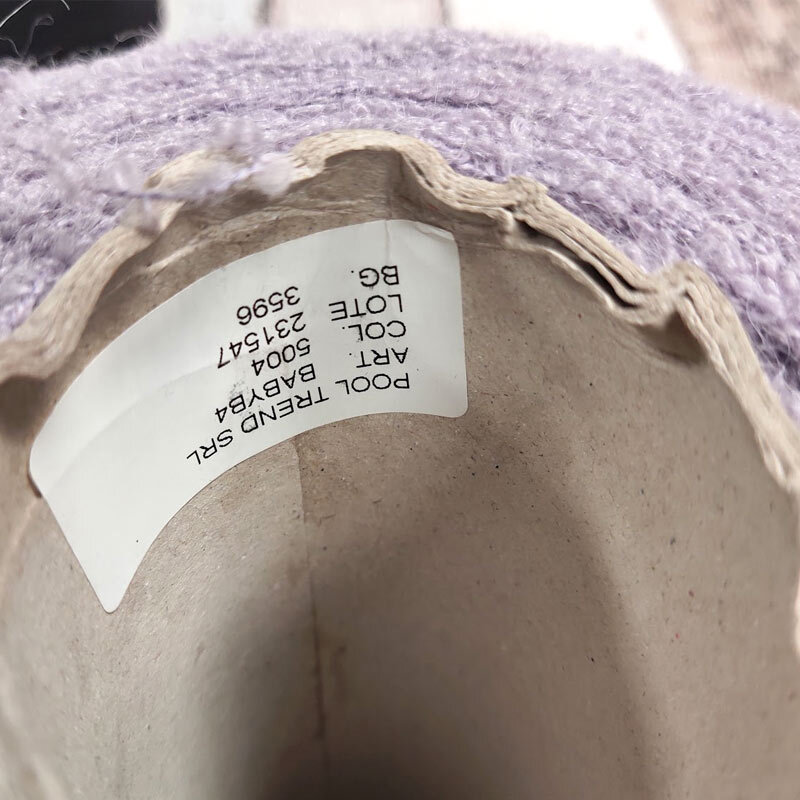 POOL TREND SRL
ART. BABYB4
COL. 5004
LOTE 231547
BG. 3596